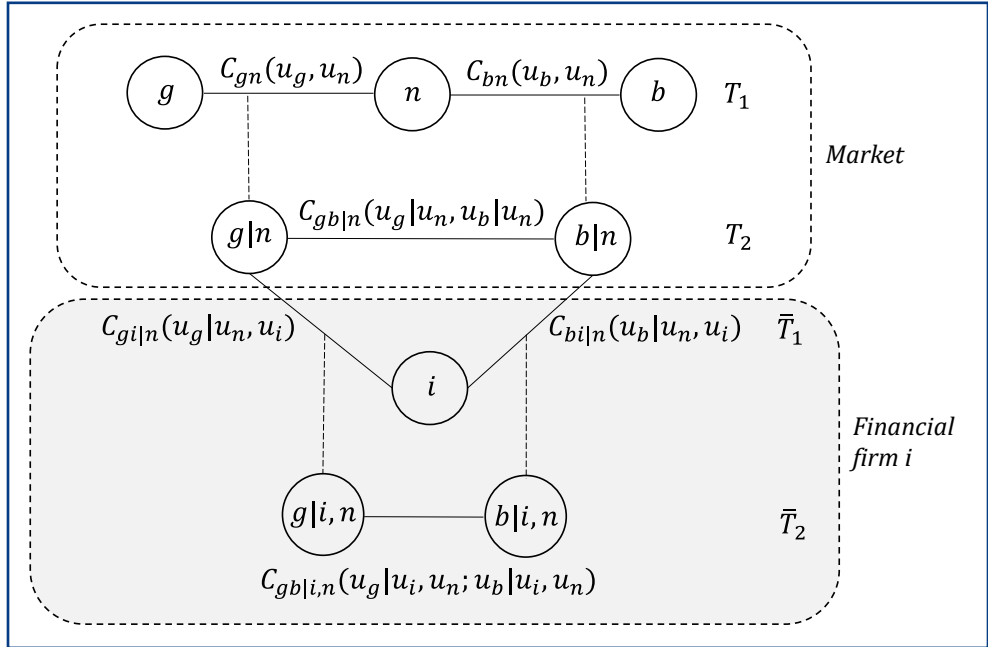 C_{gn}(u_g, u_n) C_{bn}(u_b, u_n)
g n b T_1
Market
C_{gb|n}(u_g|u_n, u_b|u_n)
g|n b|n T_2
C_{gi|n}(u_g|u_n, u_i) C_{bi|n}(u_b|u_n, u_i) T̄_1
i
Financial
firm i
g|i, n b|i, n T̄_2
C_{gb|i,n}(u_g|u_i, u_n; u_b|u_i, u_n)